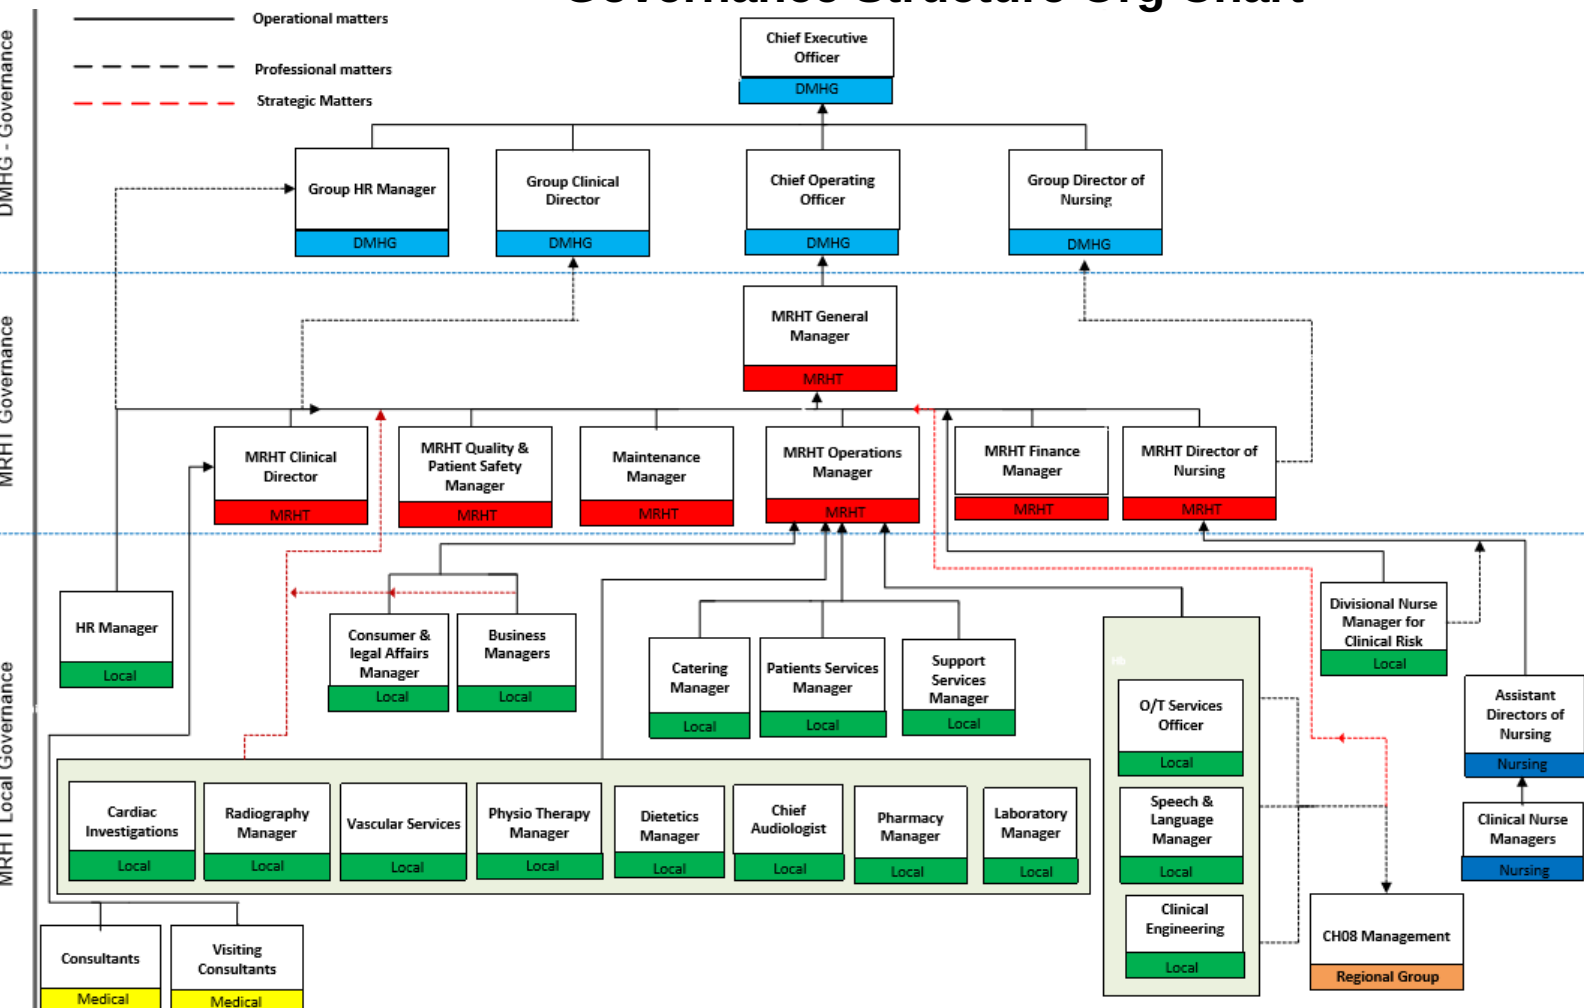 Governance Structure Org Chart
Operational matters
Professional matters
Strategic Matters
DMHG - Governance
Chief Executive
Officer
DMHG
Group HR Manager
DMHG
Group Clinical
Director
DMHG
Chief Operating
Officer
DMHG
Group Director of
Nursing
DMHG
MRHT Governance
MRHT General
Manager
MRHT
MRHT Clinical
Director
MRHT
MRHT Quality &
Patient Safety
Manager
MRHT
Maintenance
Manager
MRHT
MRHT Operations
Manager
MRHT
MRHT Finance
Manager
MRHT
MRHT Director of
Nursing
MRHT
MRHT Local Governance
HR Manager
Local
Consumer &
legal Affairs
Manager
Local
Business
Managers
Local
Catering
Manager
Local
Patients Services
Manager
Local
Support
Services
Manager
Local
Divisional Nurse
Manager for
Clinical Risk
Local
O/T Services
Officer
Local
Speech &
Language
Manager
Local
Clinical
Engineering
Local
Assistant
Directors of
Nursing
Nursing
Clinical Nurse
Managers
Nursing
Cardiac
Investigations
Local
Radiography
Manager
Local
Vascular Services
Local
Physio Therapy
Manager
Local
Dietetics
Manager
Local
Chief
Audiologist
Local
Pharmacy
Manager
Local
Laboratory
Manager
Local
CH08 Management
Regional Group
Consultants
Medical
Visiting
Consultants
Medical